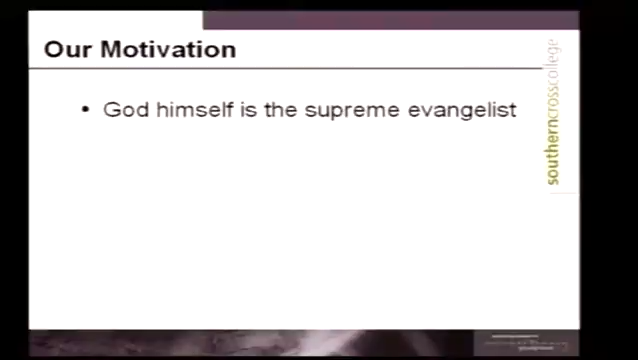 Our Motivation
• God himself is the supreme evangelist
southerncrosscollege